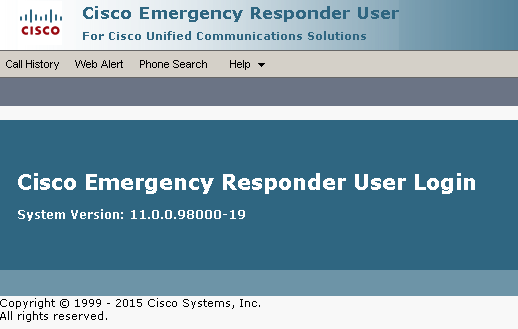 CISCO
Cisco Emergency Responder User
For Cisco Unified Communications Solutions
Call History Web Alert Phone Search Help
Cisco Emergency Responder User Login
System Version: 11.0.0.98000-19
Copyright © 1999 - 2015 Cisco Systems, Inc.
All rights reserved.